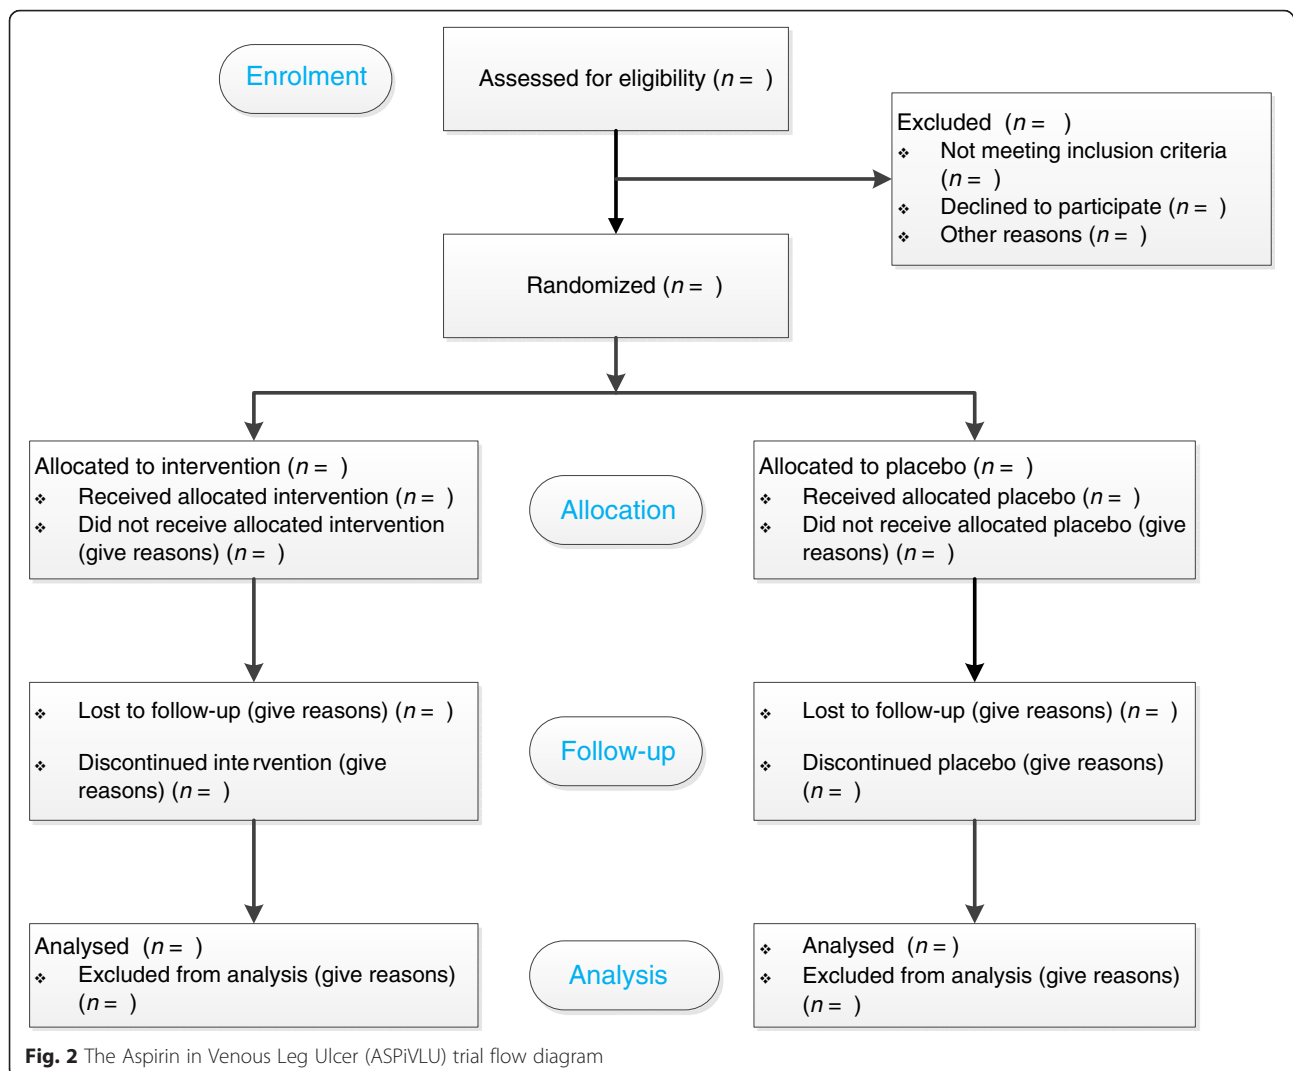 Enrolment
Assessed for eligibility (n =  )
Excluded  (n =  )
❖ Not meeting inclusion criteria
(n =  )
❖ Declined to participate (n =  )
❖ Other reasons (n =  )
Randomized (n =  )
Allocated to intervention (n =  )
❖ Received allocated intervention (n =  )
❖ Did not receive allocated intervention
(give reasons) (n =  )
Allocation
Allocated to placebo (n =  )
❖ Received allocated placebo (n =  )
❖ Did not receive allocated placebo (give
reasons) (n =  )
❖ Lost to follow-up (give reasons) (n =  )
❖ Discontinued intervention (give
reasons) (n =  )
Follow-up
❖ Lost to follow-up (give reasons) (n =  )
❖ Discontinued placebo (give reasons)
(n =  )
Analysed  (n =  )
❖ Excluded from analysis (give reasons)
(n =  )
Analysis
❖ Analysed  (n = )
❖ Excluded from analysis (give reasons)
(n =  )
Fig. 2 The Aspirin in Venous Leg Ulcer (ASPiVLU) trial flow diagram